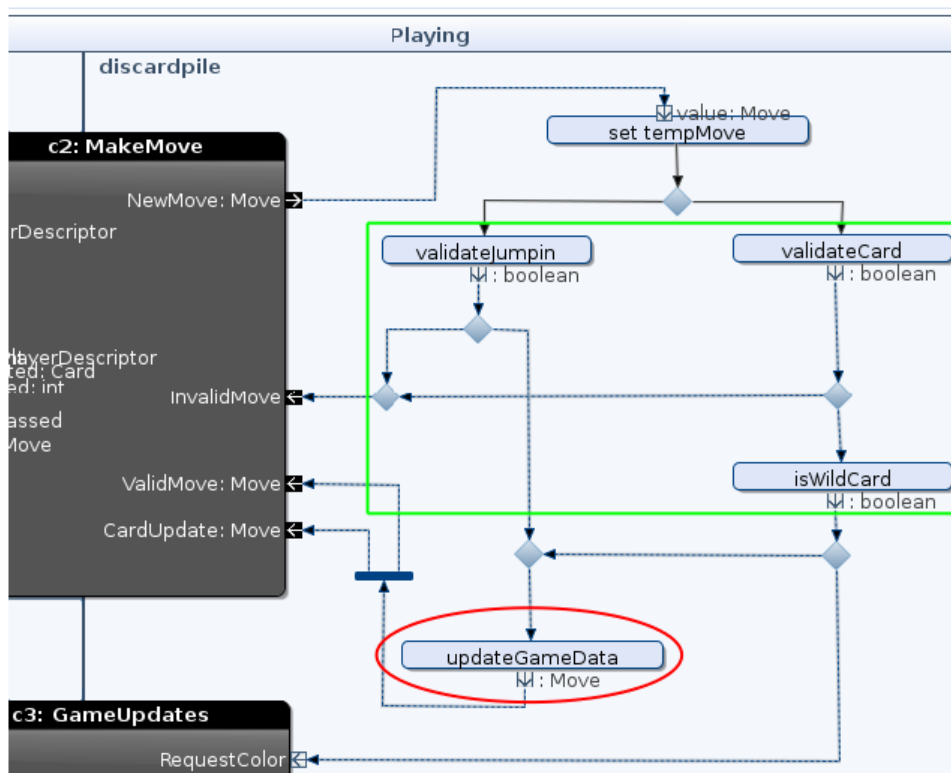 Playing
discardpile
value: Move
set tempMove
c2: MakeMove
NewMove: Move
rDescriptor
validateJumpin
: boolean
validateCard
: boolean
layerDescriptor
ted: Card
ed: int
InvalidMove
assed
Move
isWildCard
: boolean
ValidMove: Move
CardUpdate: Move
updateGameData
: Move
c3: GameUpdates
RequestColor